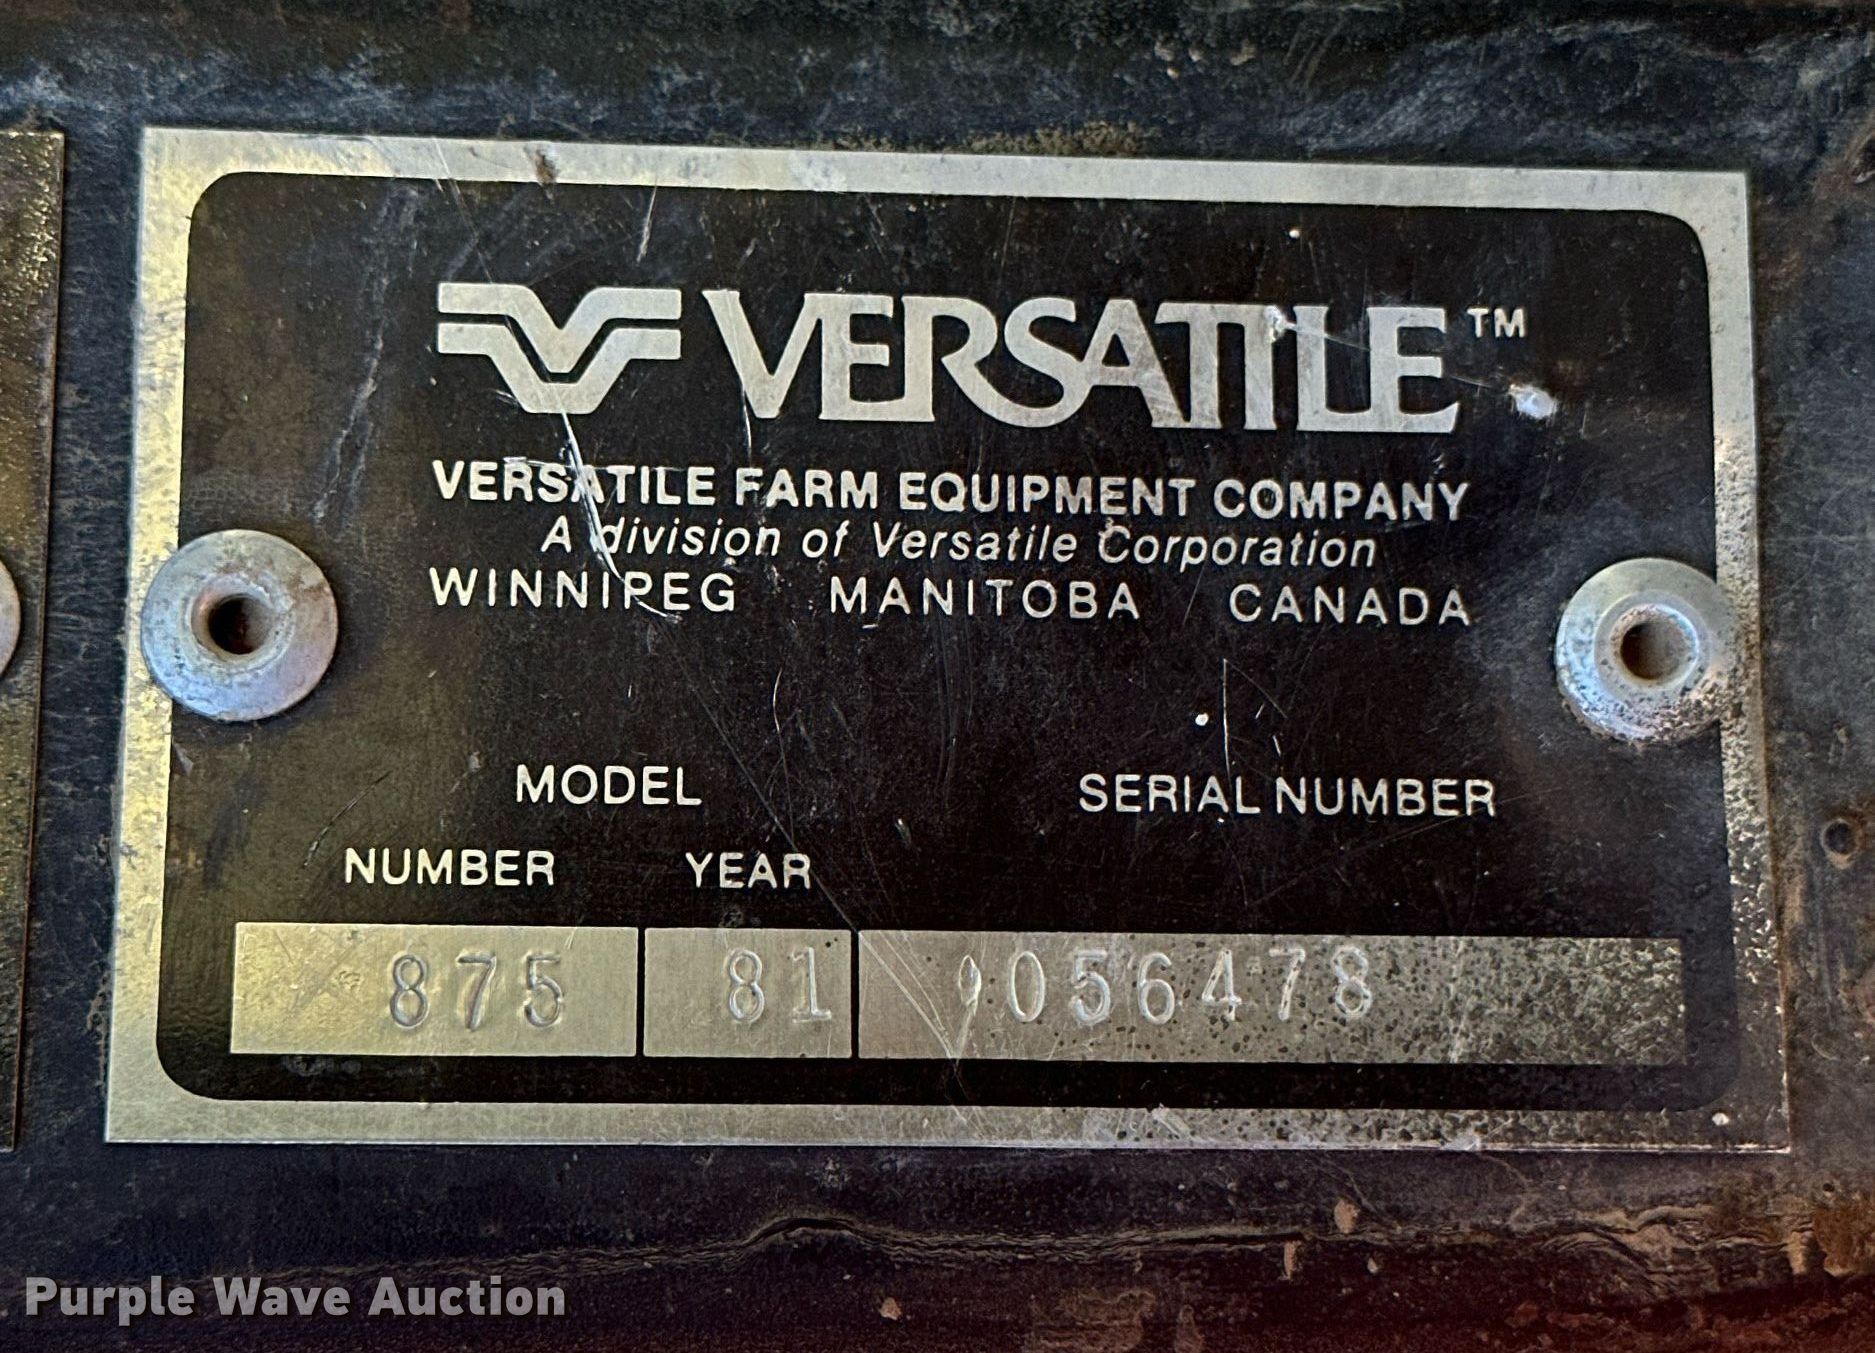 VERSATILE™
VERSATILE FARM EQUIPMENT COMPANY
A division of Versatile Corporation
WINNIPEG MANITOBA CANADA
MODEL SERIAL NUMBER
NUMBER YEAR
875 81 056478
Purple Wave Auction